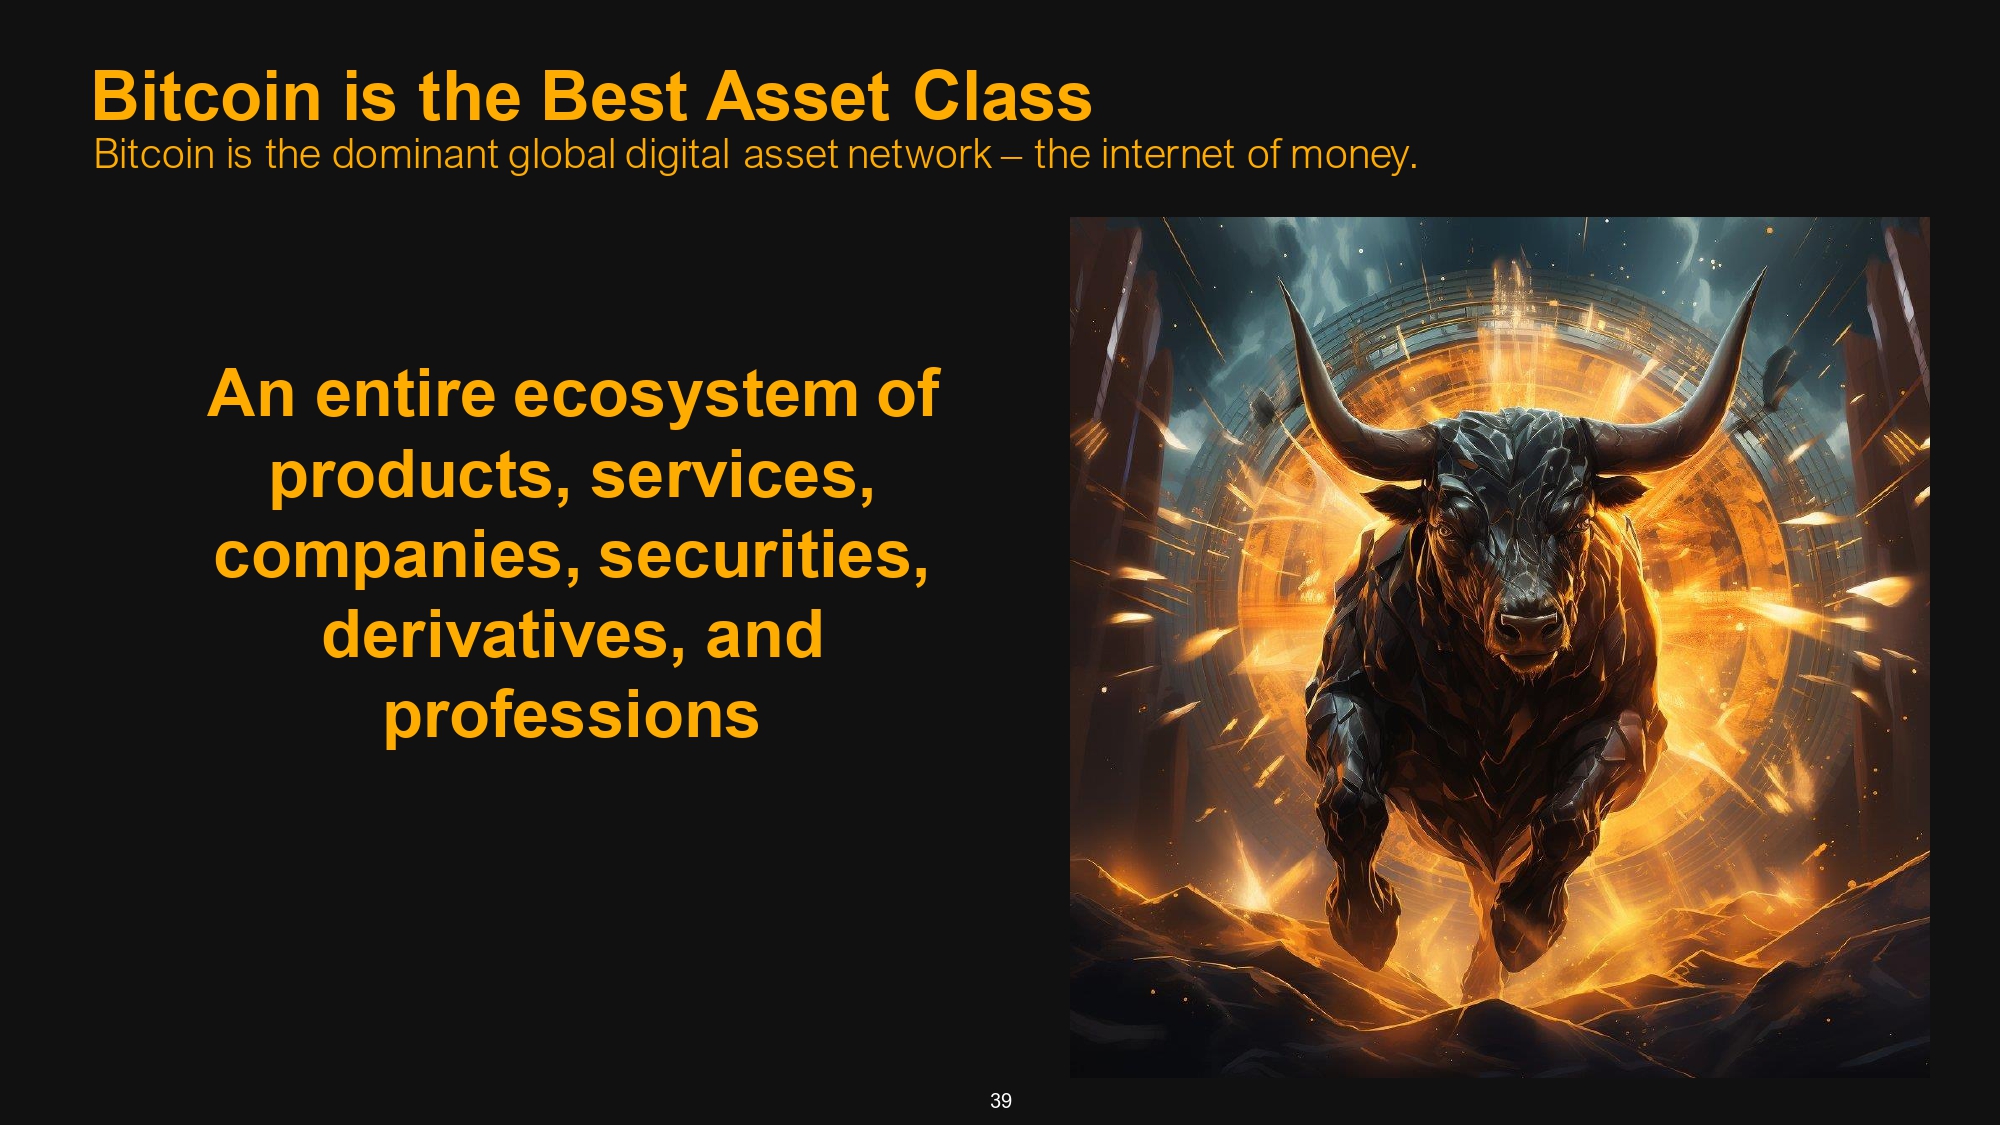 Bitcoin is the Best Asset Class
Bitcoin is the dominant global digital asset network – the internet of money.
An entire ecosystem of
products, services,
companies, securities,
derivatives, and
professions
39